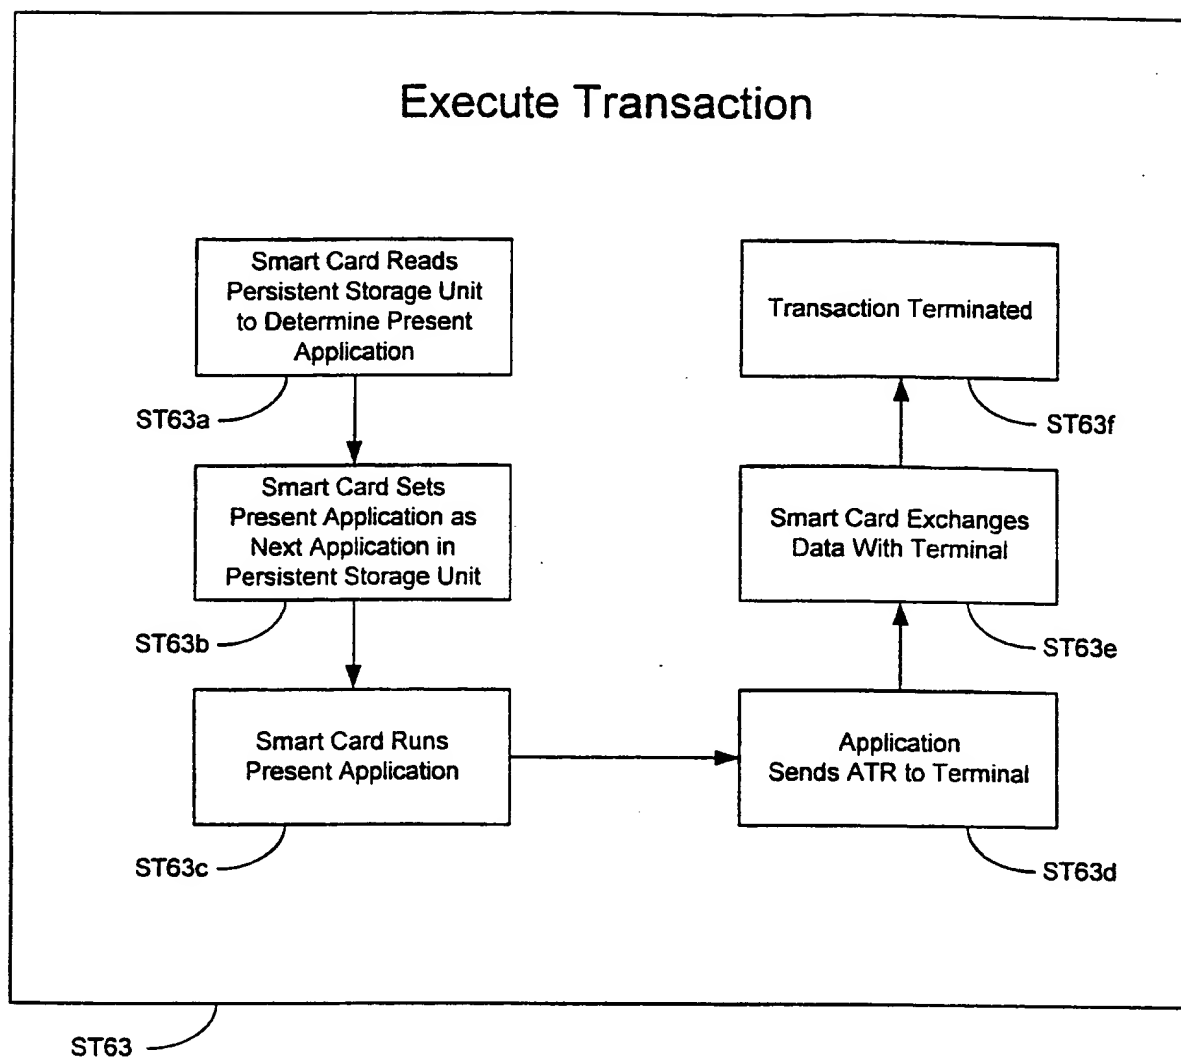 Execute Transaction
Smart Card Reads
Persistent Storage Unit
to Determine Present
Application
ST63a
Smart Card Sets
Present Application as
Next Application in
Persistent Storage Unit
ST63b
Smart Card Runs
Present Application
ST63c
Application
Sends ATR to Terminal
ST63d
Smart Card Exchanges
Data With Terminal
ST63e
Transaction Terminated
ST63f
ST63